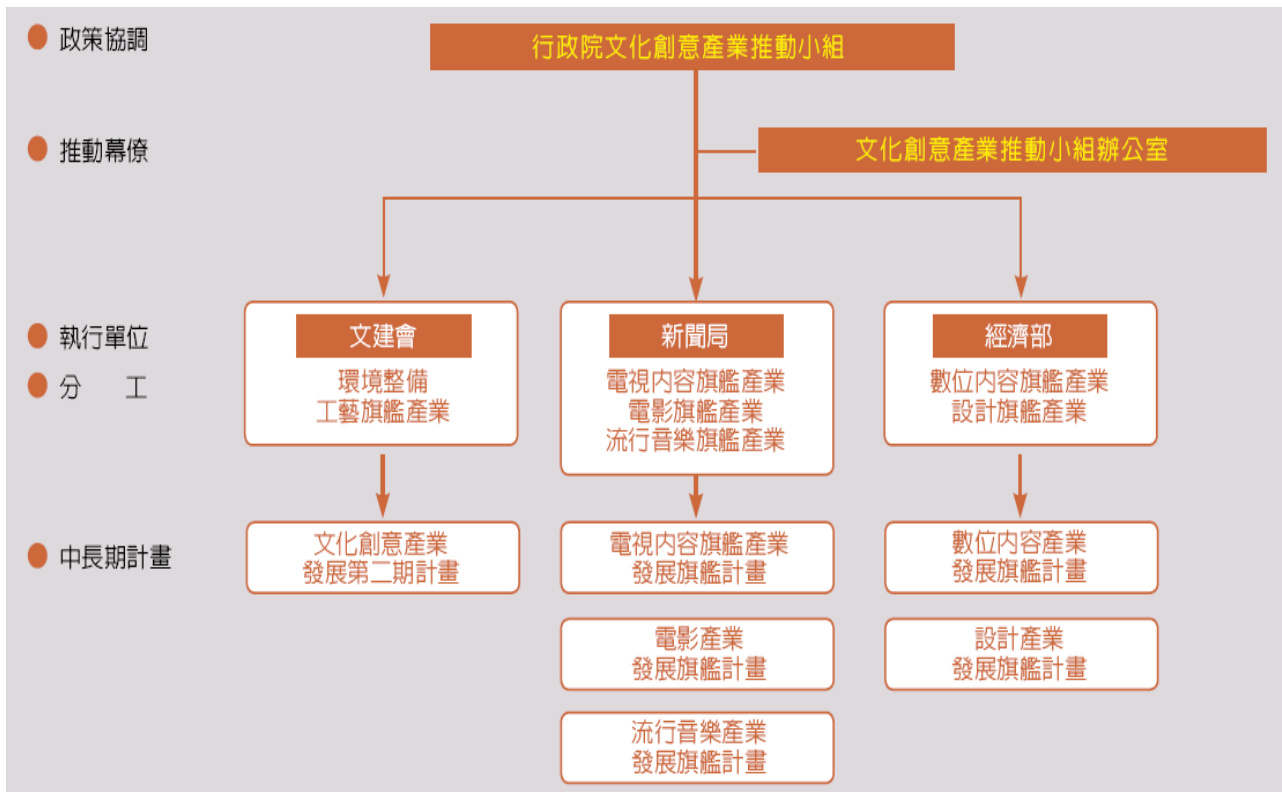 政策協調
行政院文化創意產業推動小組
推動幕僚
文化創意產業推動小組辦公室
執行單位
分 工
文建會
環境整備
工藝旗艦產業
新聞局
電視內容旗艦產業
電影旗艦產業
流行音樂旗艦產業
經濟部
數位內容旗艦產業
設計旗艦產業
中長期計畫
文化創意產業
發展第二期計畫
電視內容旗艦產業
發展旗艦計畫
數位內容產業
發展旗艦計畫
電影產業
發展旗艦計畫
設計產業
發展旗艦計畫
流行音樂產業
發展旗艦計畫